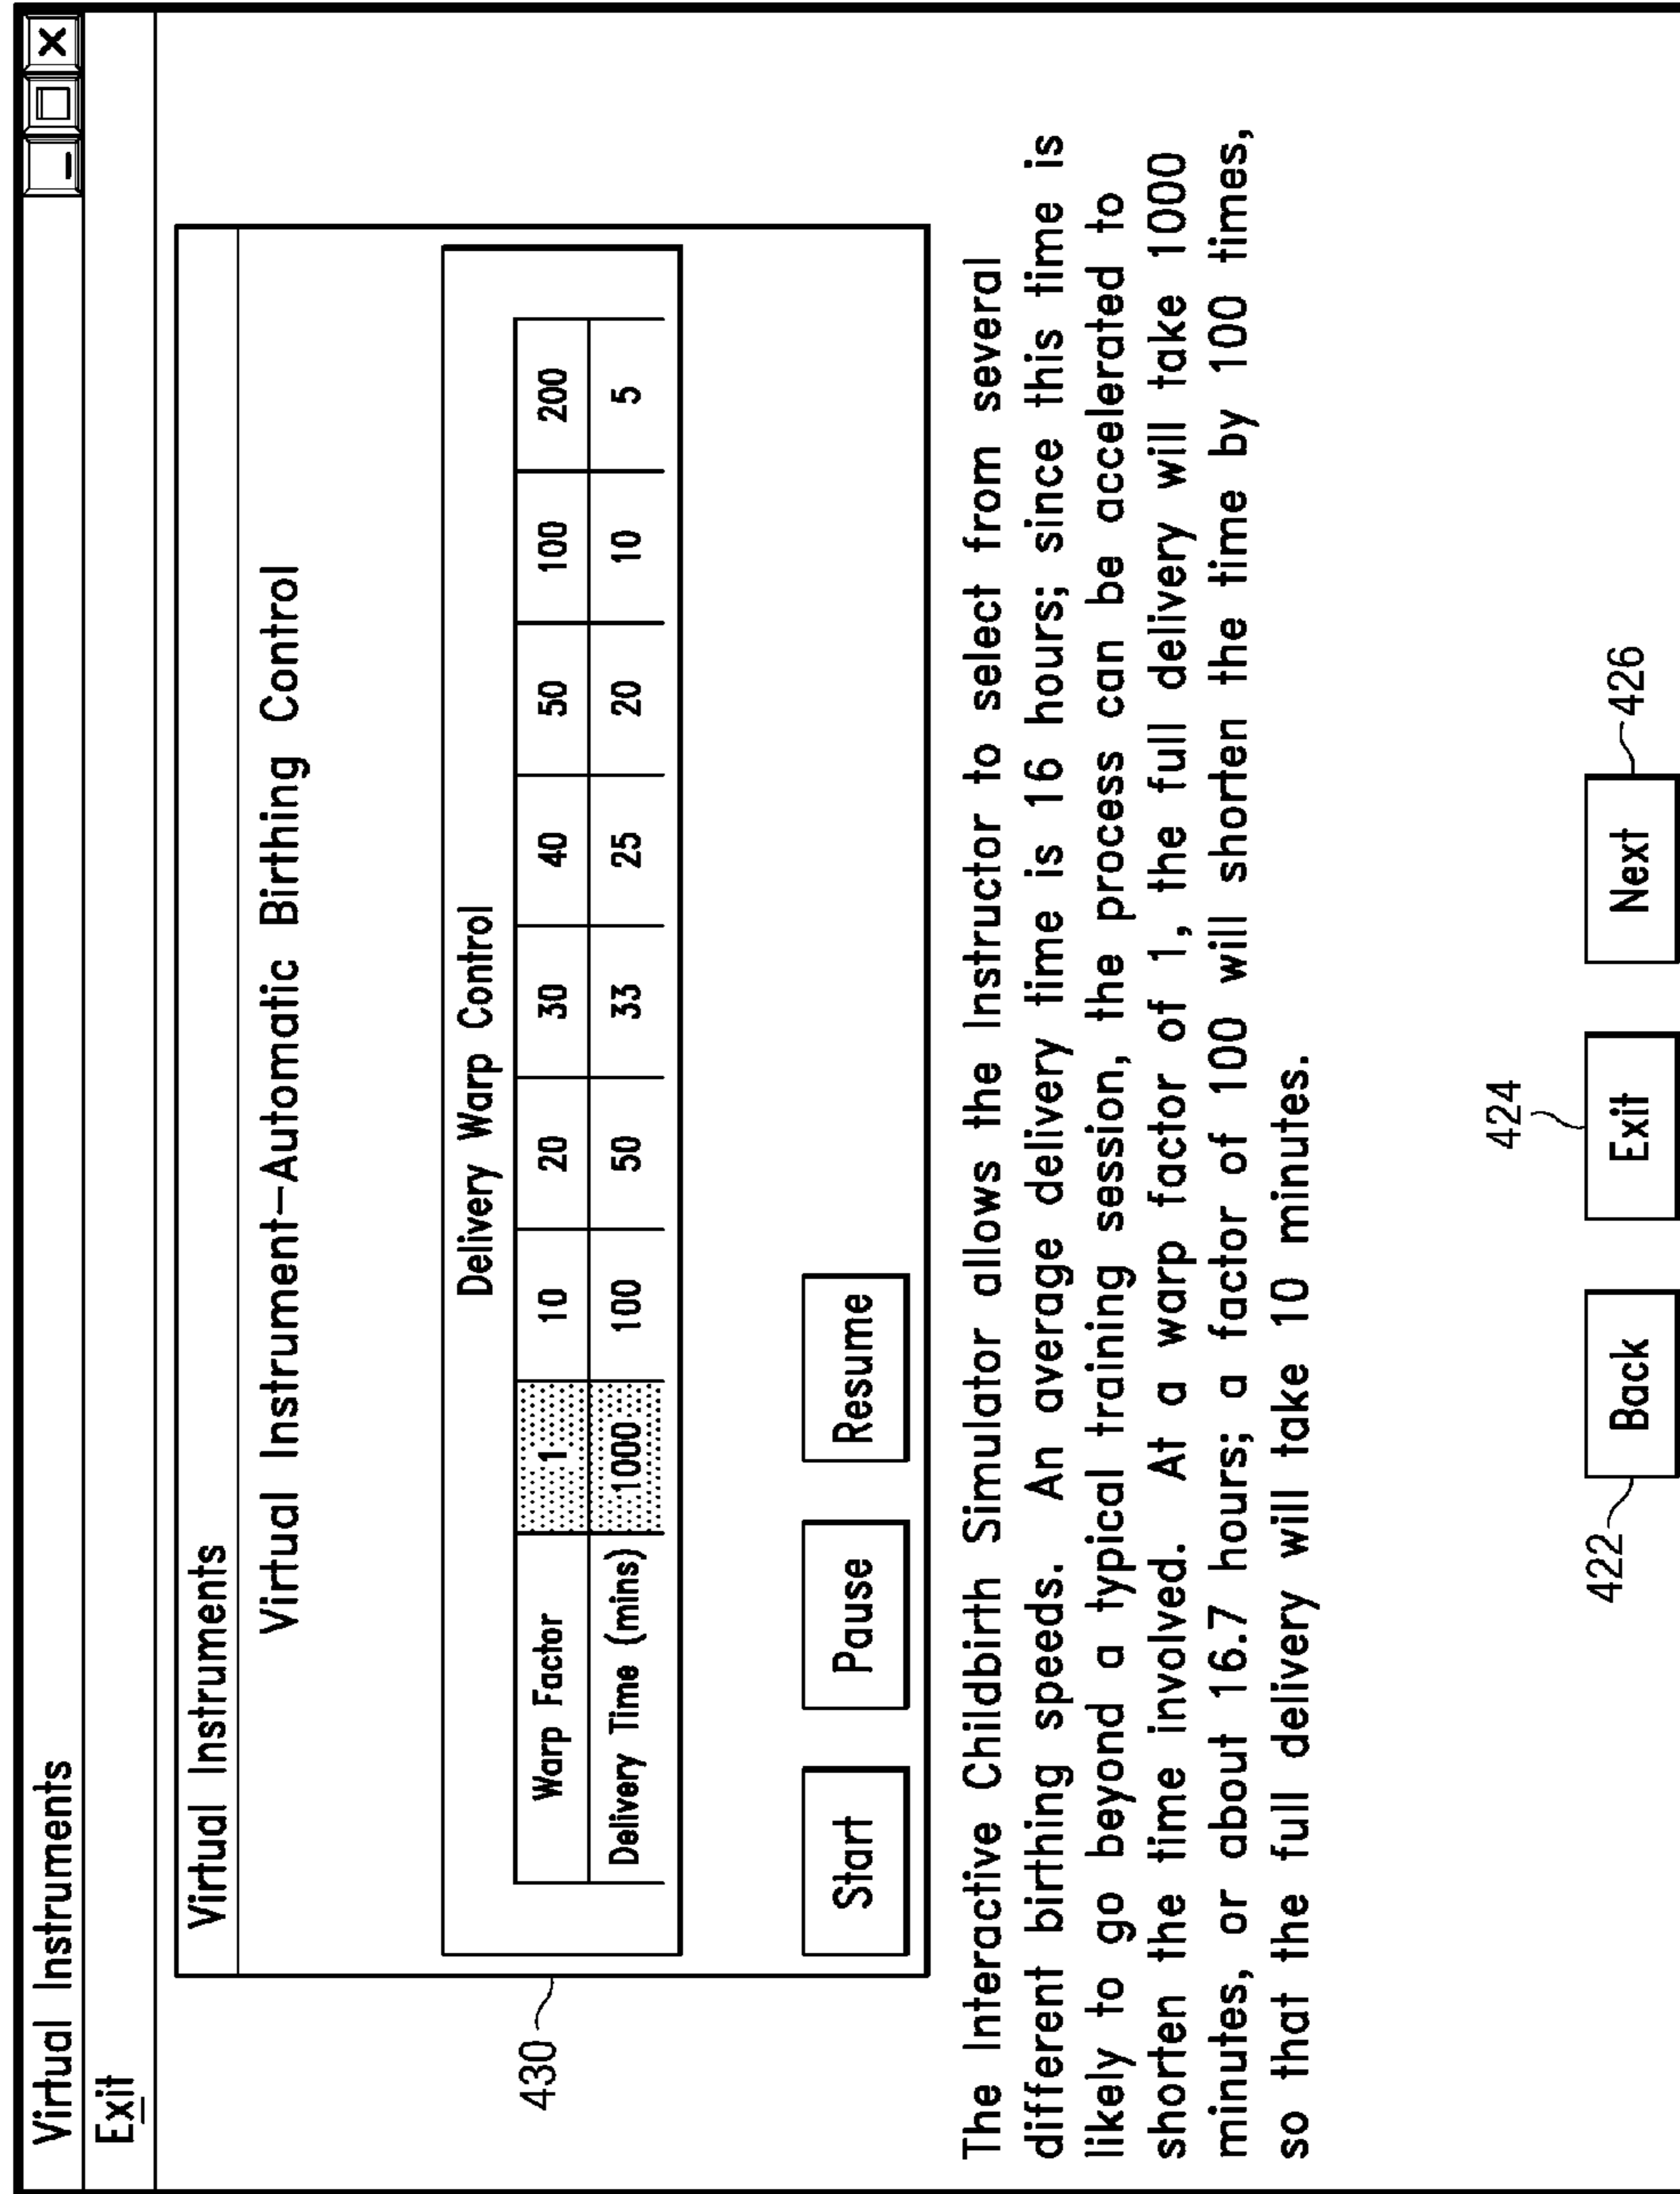 Virtual Instruments
Exit
Virtual Instruments
Virtual Instrument–Automatic Birthing Control
Delivery Warp Control
Warp Factor 1 10 20 30 40 50 100 200
Delivery Time (mins) 1000 100 50 33 25 20 10 5
430
Start Pause Resume
The Interactive Childbirth Simulator allows the Instructor to select from several
different birthing speeds. An average delivery time is 16 hours; since this time is
likely to go beyond a typical training session, the process can be accelerated to
shorten the time involved. At a warp factor of 1, the full delivery will take 1000
minutes, or about 16.7 hours; a factor of 100 will shorten the time by 100 times,
so that the full delivery will take 10 minutes.
424
422 Back Exit Next 426